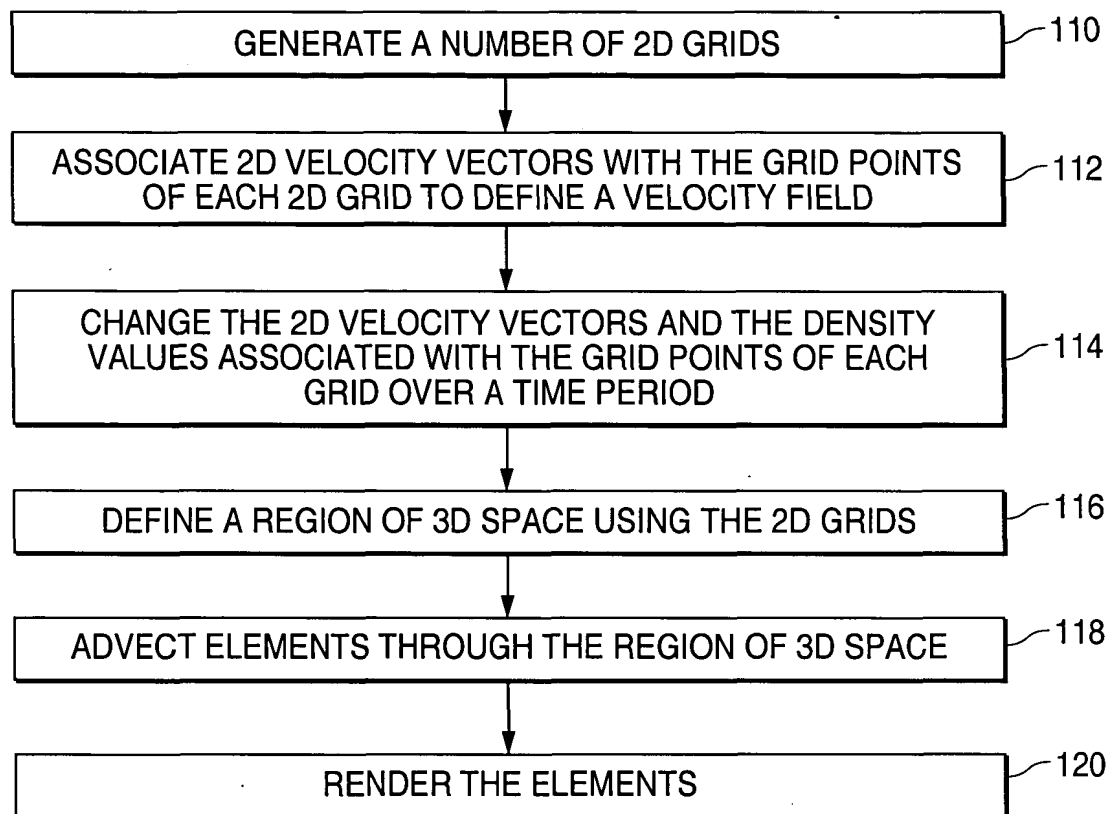 GENERATE A NUMBER OF 2D GRIDS
110
ASSOCIATE 2D VELOCITY VECTORS WITH THE GRID POINTS
OF EACH 2D GRID TO DEFINE A VELOCITY FIELD
112
CHANGE THE 2D VELOCITY VECTORS AND THE DENSITY
VALUES ASSOCIATED WITH THE GRID POINTS OF EACH
GRID OVER A TIME PERIOD
114
DEFINE A REGION OF 3D SPACE USING THE 2D GRIDS
116
ADVECT ELEMENTS THROUGH THE REGION OF 3D SPACE
118
RENDER THE ELEMENTS
120